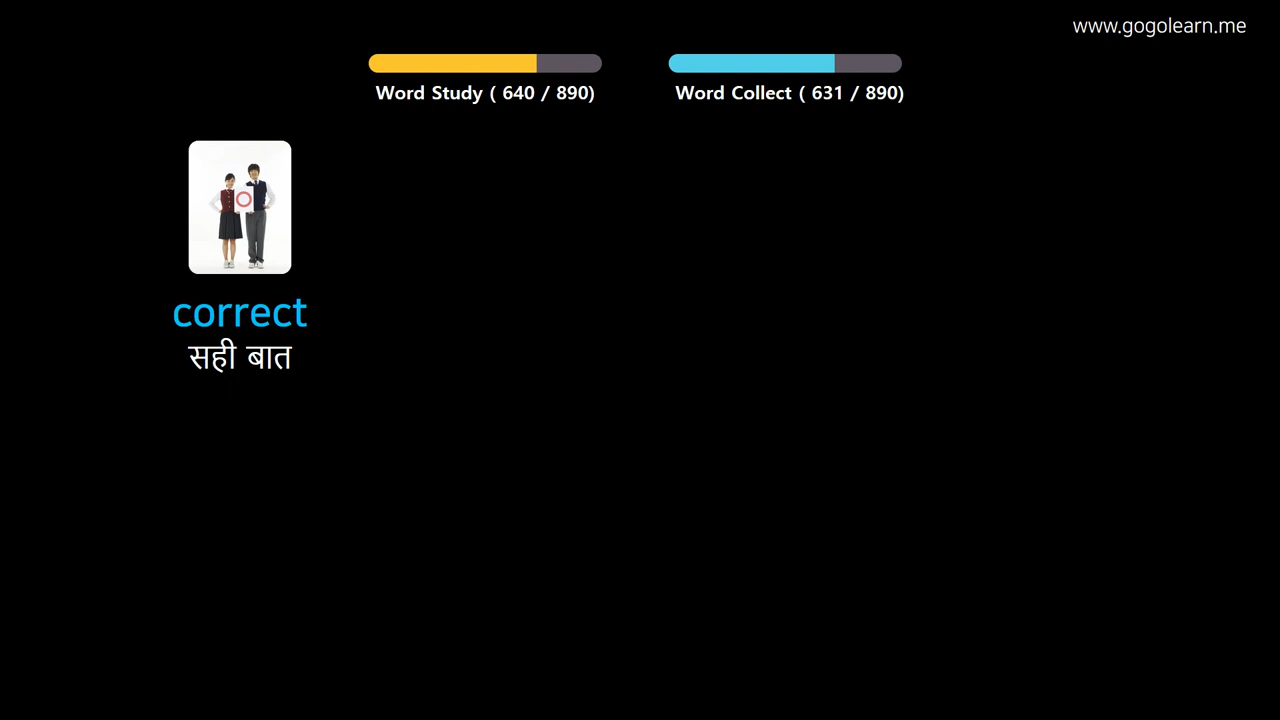 www.gogolearn.me
Word Study ( 640 / 890)
Word Collect ( 631 / 890)
correct
सही बात